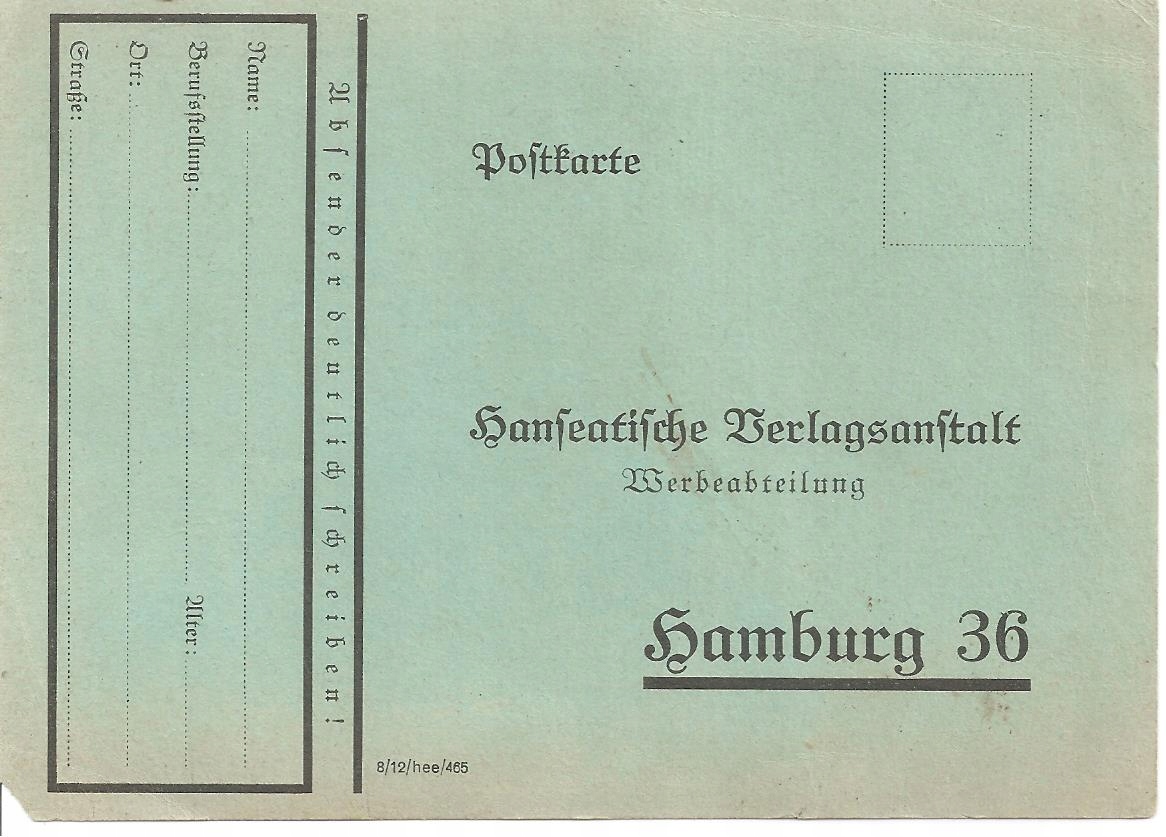 Absender deutlich schreiben!
Name:
Berufsstellung: Alter:
Ort:
Straße:
Postkarte
Hanseatische Verlagsanstalt
Werbeabteilung
Hamburg 36
8/12/hee/465